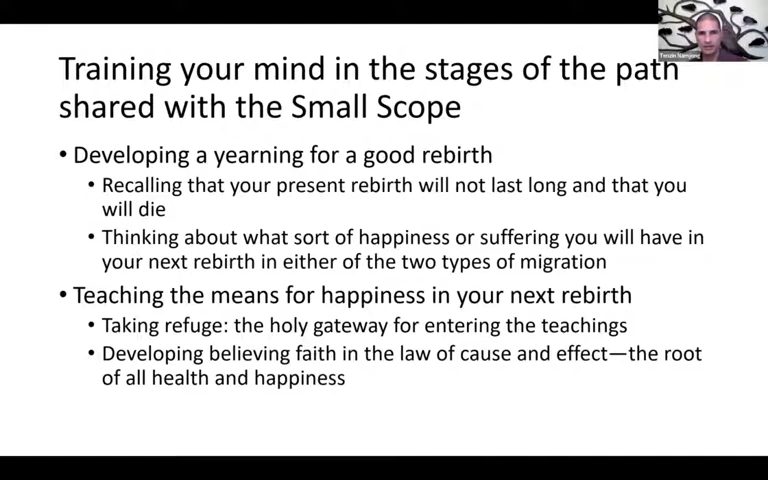 Training your mind in the stages of the path
shared with the Small Scope
• Developing a yearning for a good rebirth
• Recalling that your present rebirth will not last long and that you
will die
• Thinking about what sort of happiness or suffering you will have in
your next rebirth in either of the two types of migration
• Teaching the means for happiness in your next rebirth
• Taking refuge: the holy gateway for entering the teachings
• Developing believing faith in the law of cause and effect—the root
of all health and happiness
Tenzin Namjong